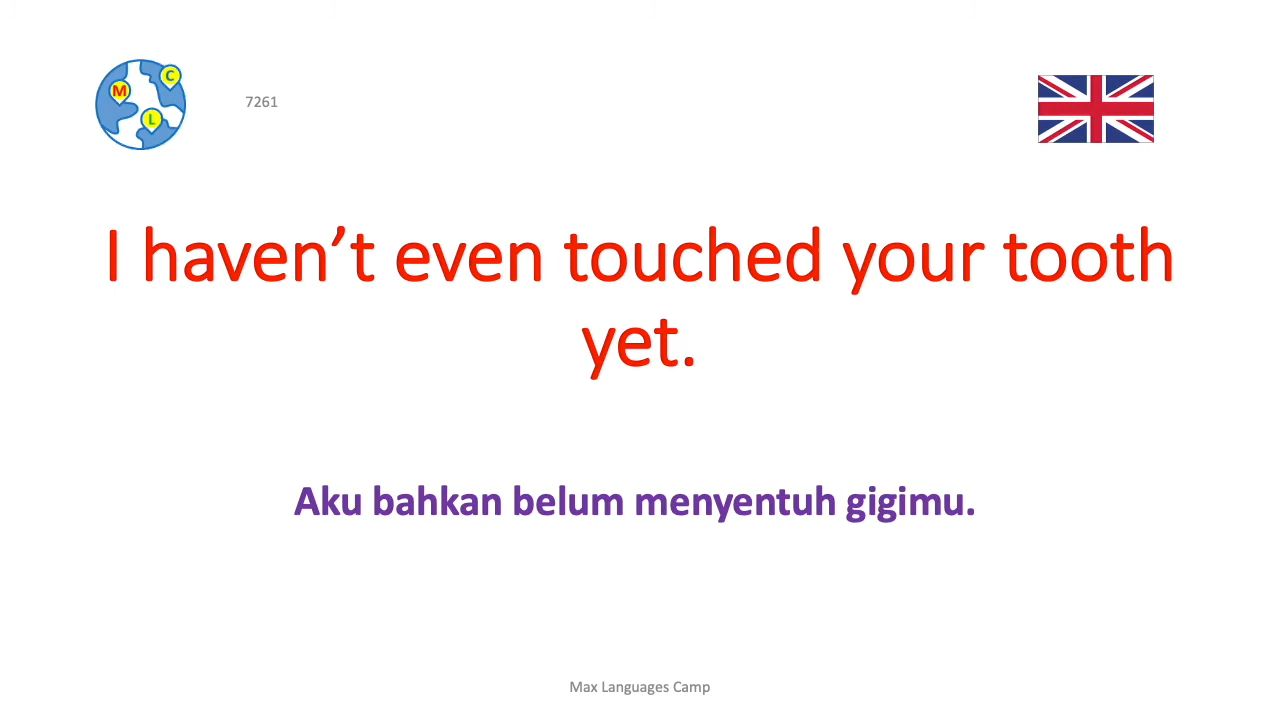 M
C
L
7261
I haven’t even touched your tooth
yet.
Aku bahkan belum menyentuh gigimu.
Max Languages Camp